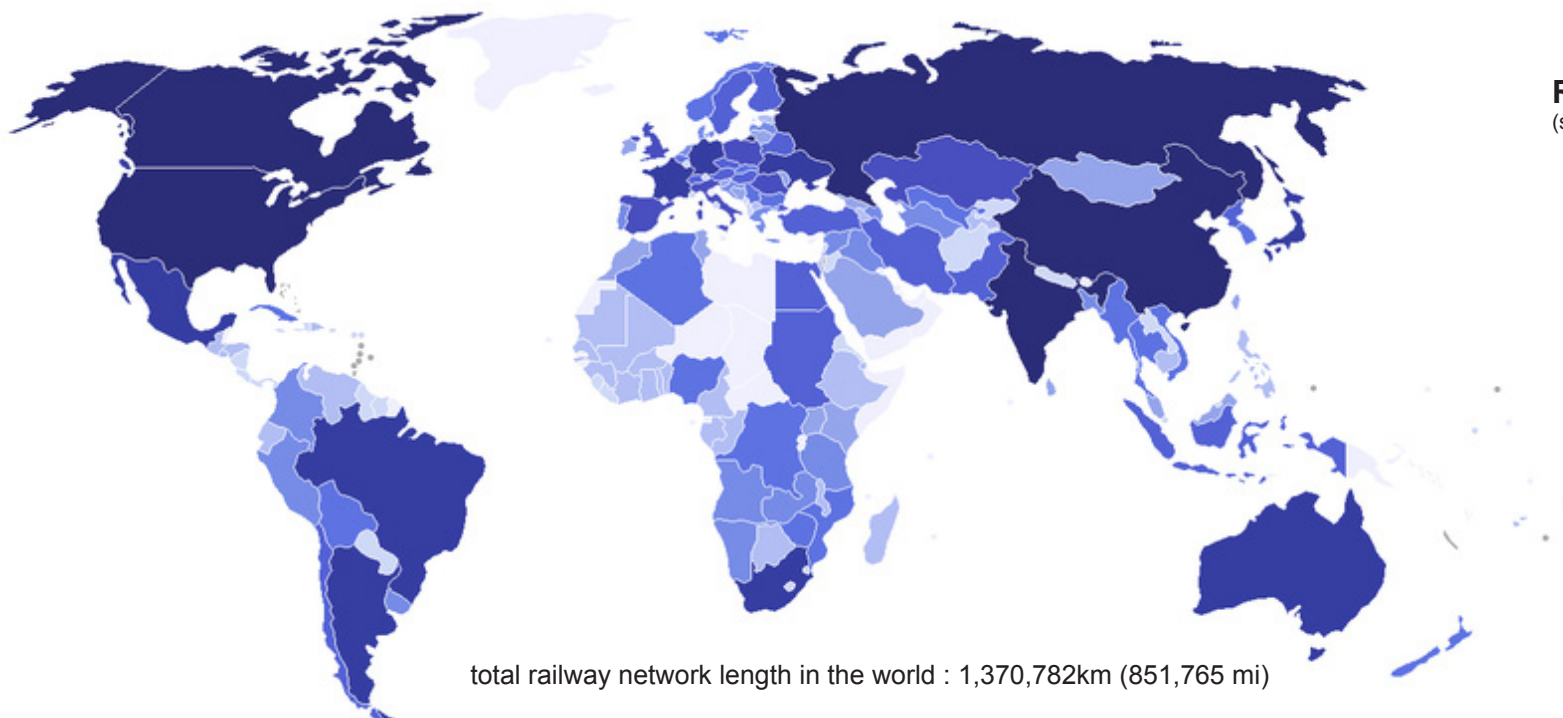 total railway network length in the world : 1,370,782km (851,765 mi)